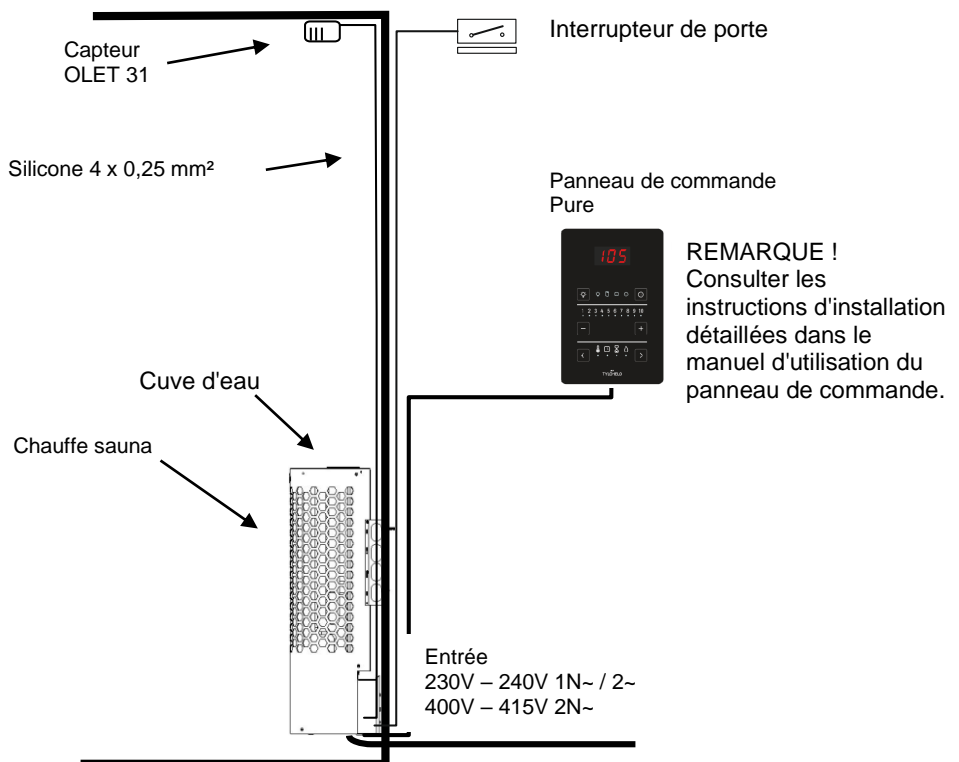 Capteur
OLET 31
Interrupteur de porte
Silicone 4 x 0,25 mm²
Panneau de commande
Pure
105
1 2 3 4 5 6 7 8 9 10
TYLÖHELO
REMARQUE !
Consulter les
instructions d'installation
détaillées dans le
manuel d'utilisation du
panneau de commande.
Cuve d'eau
Chauffe sauna
Entrée
230V – 240V 1N~ / 2~
400V – 415V 2N~